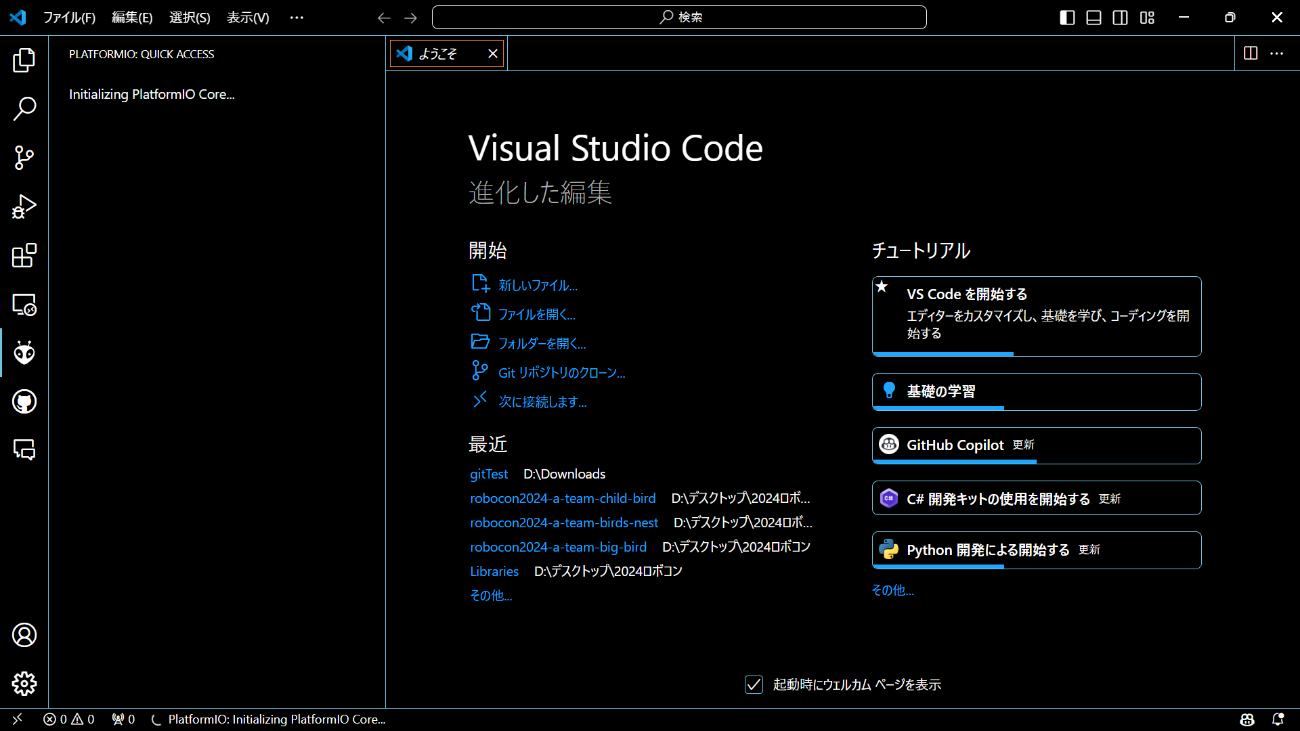 ファイル(F) 編集(E) 選択(S) 表示(V) ··· 検索
PLATFORMIO: QUICK ACCESS
Initializing PlatformIO Core...
ようこそ
Visual Studio Code
進化した編集
開始
新しいファイル...
ファイルを開く...
フォルダーを開く...
Git リポジトリのクローン...
次に接続します...
最近
gitTest D:\Downloads
robocon2024-a-team-child-bird D:\デスクトップ\2024ロボ...
robocon2024-a-team-birds-nest D:\デスクトップ\2024ロボ...
robocon2024-a-team-big-bird D:\デスクトップ\2024ロボコン
Libraries D:\デスクトップ\2024ロボコン
その他...
チュートリアル
VS Code を開始する
エディターをカスタマイズし、基礎を学び、コーディングを開
始する
基礎の学習
GitHub Copilot 更新
C# 開発キットの使用を開始する 更新
Python 開発による開始する 更新
その他...
起動時にウェルカム ページを表示
0 0 0 PlatformIO: Initializing PlatformIO Core...